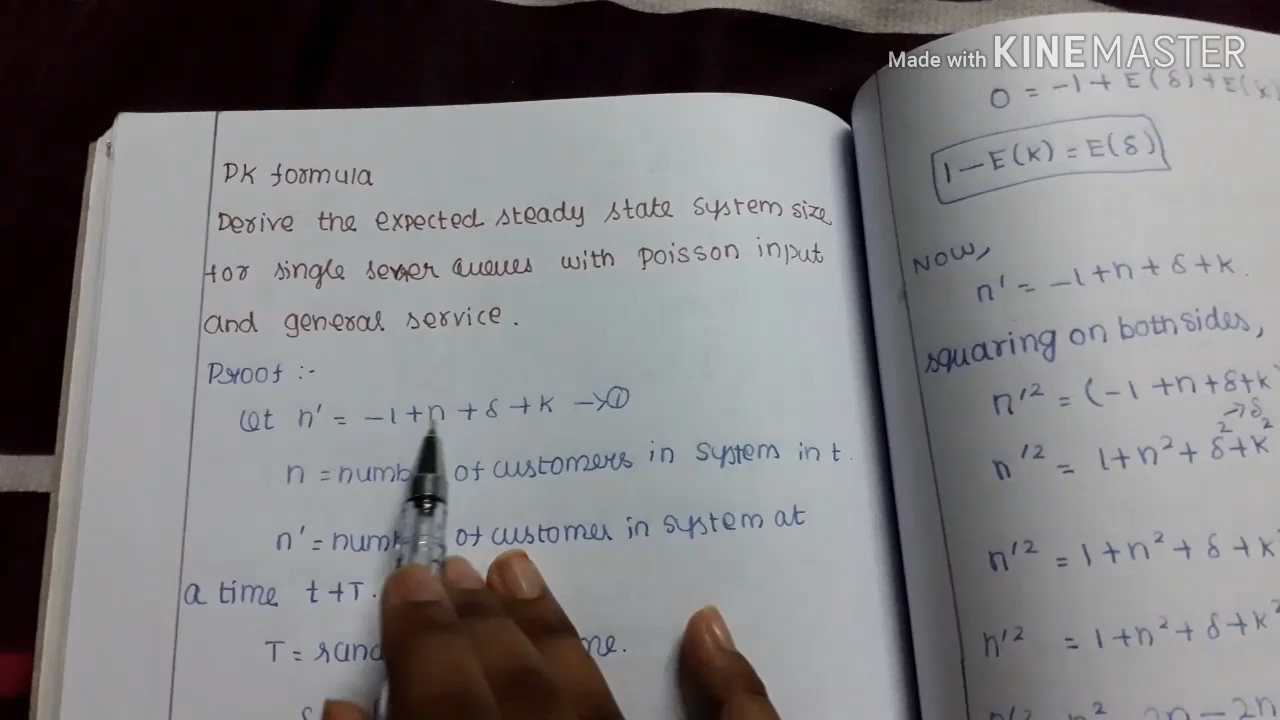 Made with KINEMASTER
PK formula
Derive the expected steady state system size
for single server queues with poisson input
and general service.
Proof :-
Let n' = -1+n+δ+k →①
n = numb of customers in system in t.
n' = numb of customer in system at
a time t+T.
T =
0 = -1+ E(δ)+E(k)
1-E(k) = E(δ)
Now,
n' = -1+n+δ+k.
squaring on both sides,
n'² = (-1+n+δ+k
→δ
n'² = 1+n²+δ²+k²
n'² = 1+n²+δ+k²
n'² = 1+n²+δ+k²